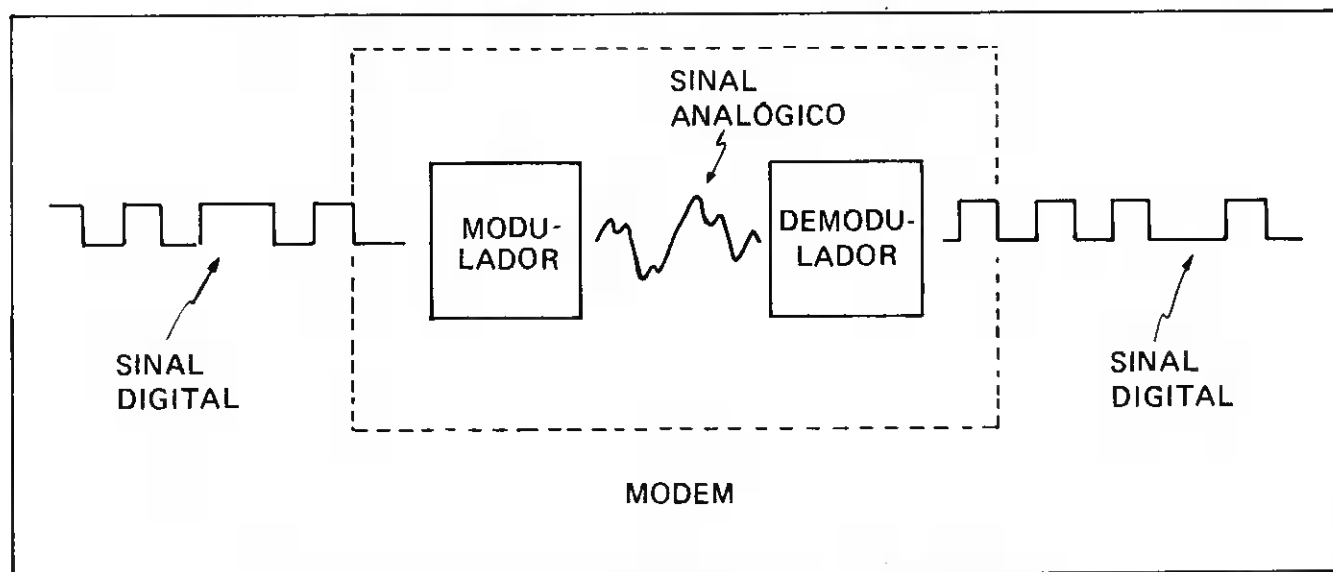 SINAL
ANALÓGICO
MODU-
LADOR
DEMODU-
LADOR
SINAL
DIGITAL
SINAL
DIGITAL
MODEM